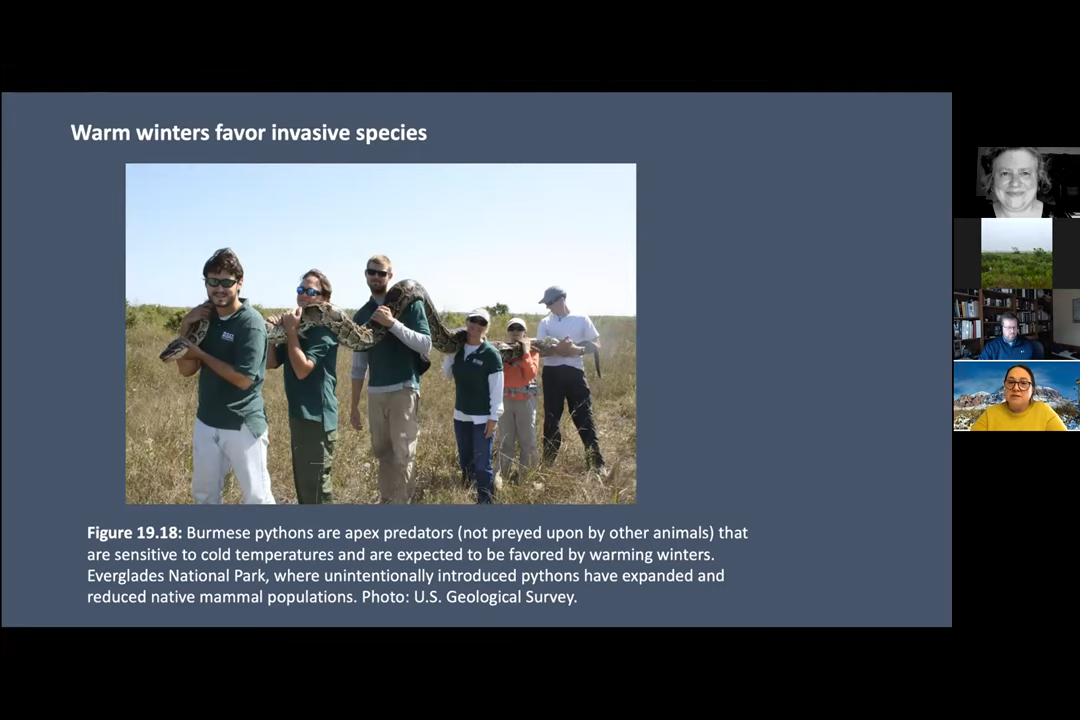 Warm winters favor invasive species
Figure 19.18: Burmese pythons are apex predators (not preyed upon by other animals) that
are sensitive to cold temperatures and are expected to be favored by warming winters.
Everglades National Park, where unintentionally introduced pythons have expanded and
reduced native mammal populations. Photo: U.S. Geological Survey.